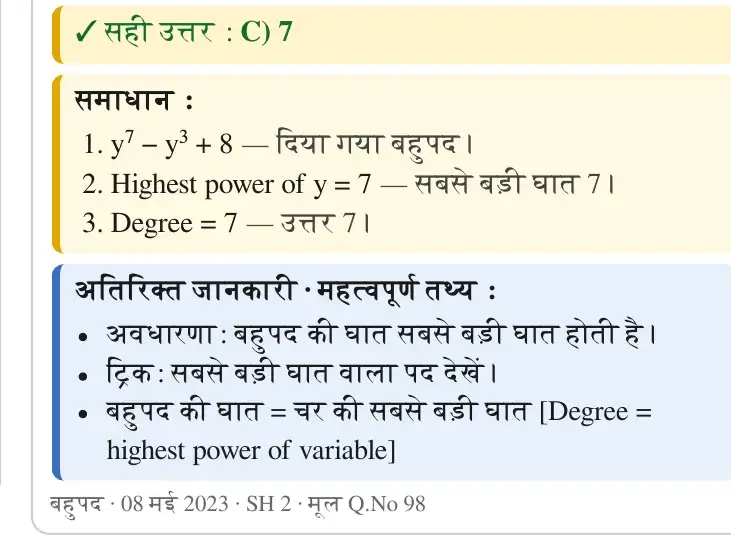 ✓ सही उत्तर : C) 7
समाधान :
1. y⁷ − y³ + 8 — दिया गया बहुपद।
2. Highest power of y = 7 — सबसे बड़ी घात 7।
3. Degree = 7 — उत्तर 7।
अतिरिक्त जानकारी · महत्वपूर्ण तथ्य :
• अवधारणा : बहुपद की घात सबसे बड़ी घात होती है।
• ट्रिक : सबसे बड़ी घात वाला पद देखें।
• बहुपद की घात = चर की सबसे बड़ी घात [Degree =
highest power of variable]
बहुपद · 08 मई 2023 · SH 2 · मूल Q.No 98